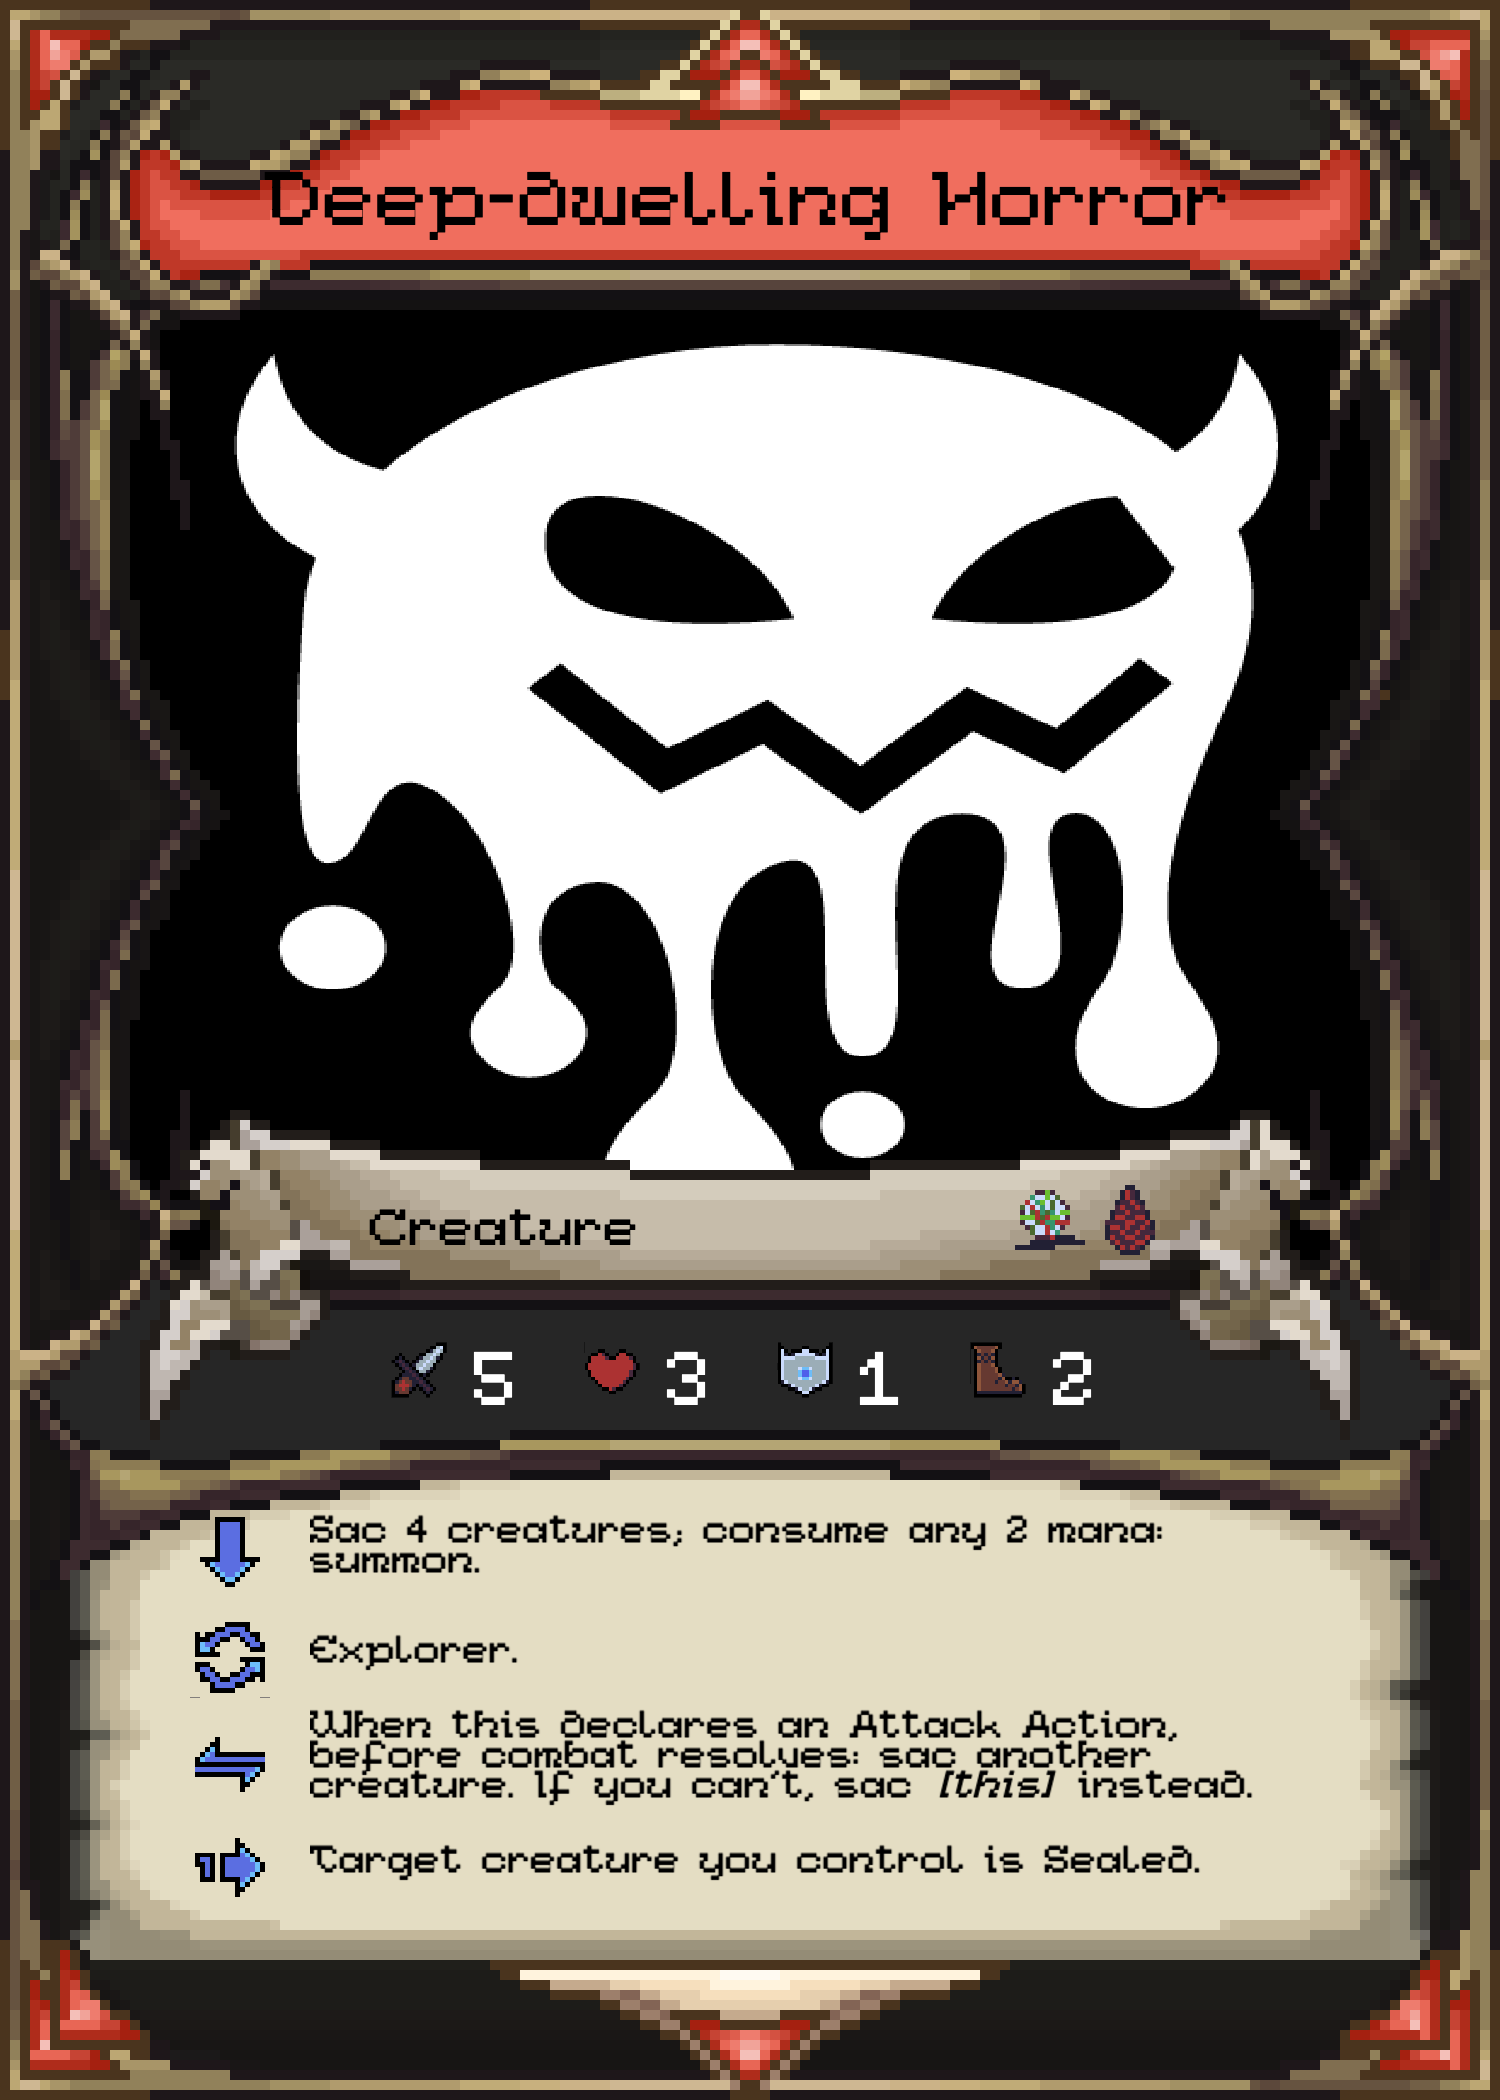 Deep-dwelling Horror
Creature
5 3 1 2
Sac 4 creatures; consume any 2 mana:
summon.
Explorer.
When this declares an Attack Action,
before combat resolves: sac another
creature. If you can't, sac [this] instead.
1
Target creature you control is Sealed.